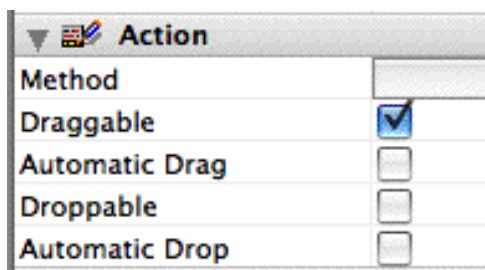 Action
Method
Draggable
Automatic Drag
Droppable
Automatic Drop